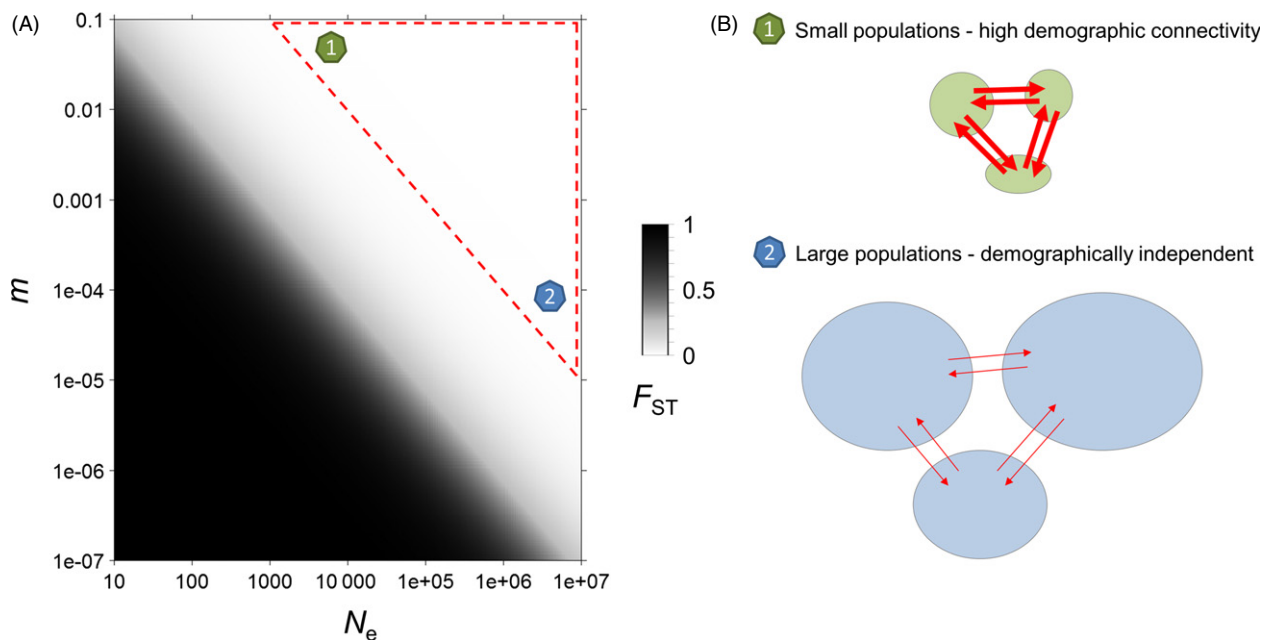 (A)
0.1
0.01
0.001
1e-04
1e-05
1e-06
1e-07
m
10
100
1000
10 000
1e+05
1e+06
1e+07
Ne
1
2
1
0.5
0
FST
(B)
1 Small populations - high demographic connectivity
2 Large populations - demographically independent